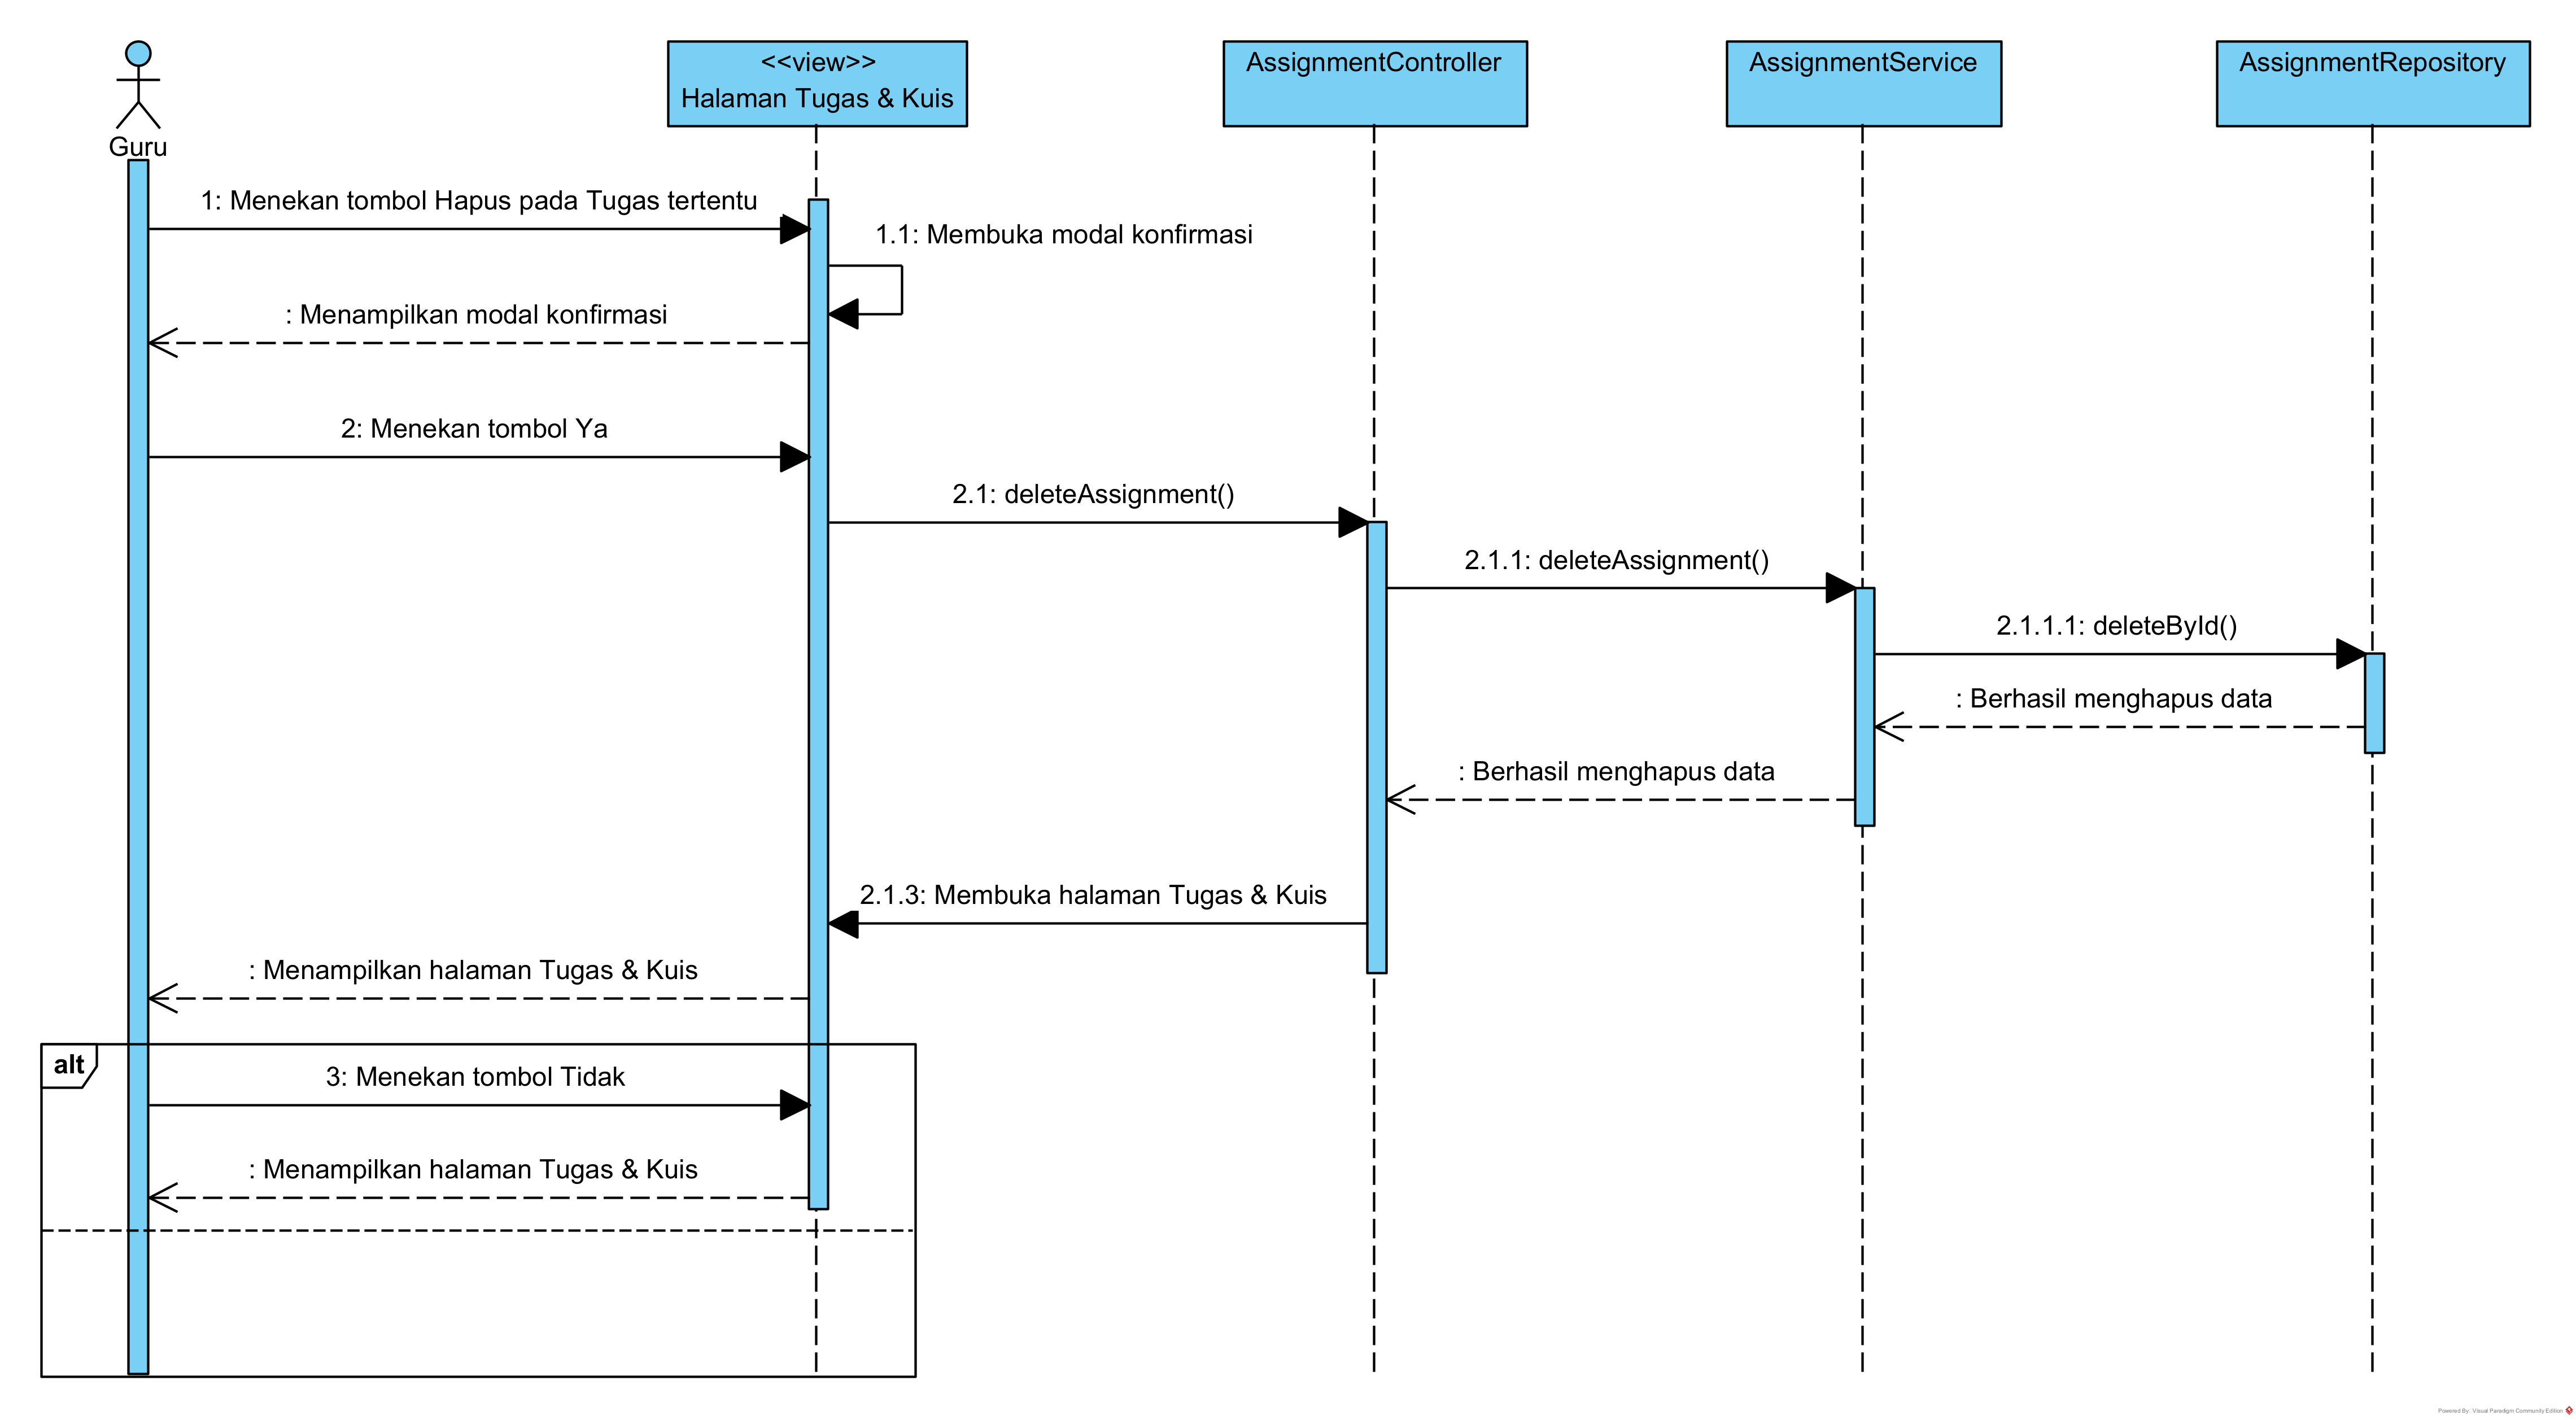 <<view>>
Halaman Tugas & Kuis
AssignmentController
AssignmentService
AssignmentRepository
Guru
1: Menekan tombol Hapus pada Tugas tertentu
1.1: Membuka modal konfirmasi
: Menampilkan modal konfirmasi
2: Menekan tombol Ya
2.1: deleteAssignment()
2.1.1: deleteAssignment()
2.1.1.1: deleteById()
: Berhasil menghapus data
: Berhasil menghapus data
2.1.3: Membuka halaman Tugas & Kuis
: Menampilkan halaman Tugas & Kuis
alt
3: Menekan tombol Tidak
: Menampilkan halaman Tugas & Kuis
Powered By: Visual Paradigm Community Edition